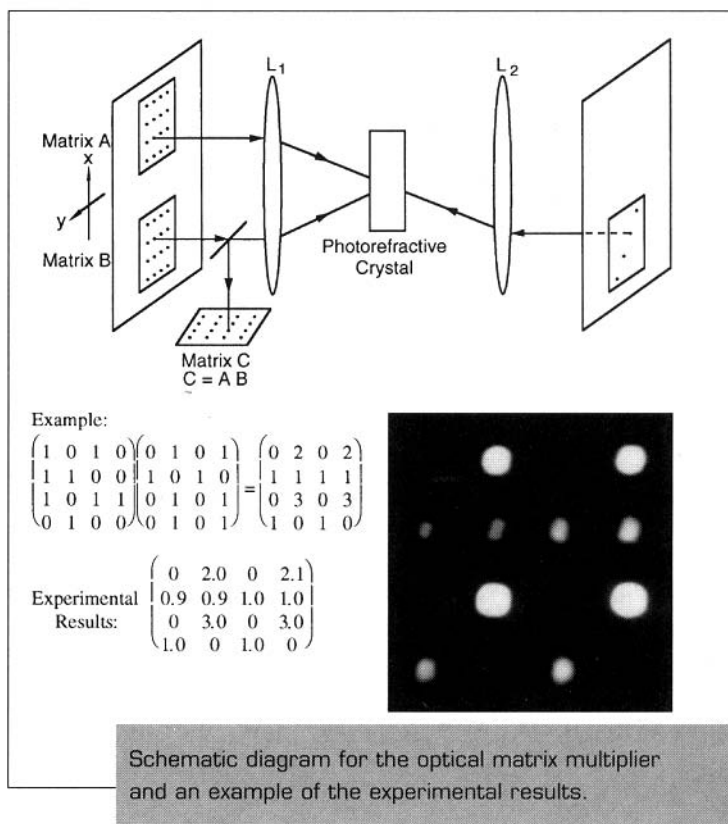 L1
L2
Matrix A
x
y
Matrix B
Photorefractive
Crystal
Matrix C
C = A B
Example:
(1 0 1 0) (0 1 0 1) (0 2 0 2)
(1 1 0 0) (1 0 1 0) = (1 1 1 1)
(1 0 1 1) (0 1 0 1) (0 3 0 3)
(0 1 0 0) (0 1 0 1) (1 0 1 0)
Experimental
Results:
(0 2.0 0 2.1)
(0.9 0.9 1.0 1.0)
(0 3.0 0 3.0)
(1.0 0 1.0 0)
Schematic diagram for the optical matrix multiplier
and an example of the experimental results.